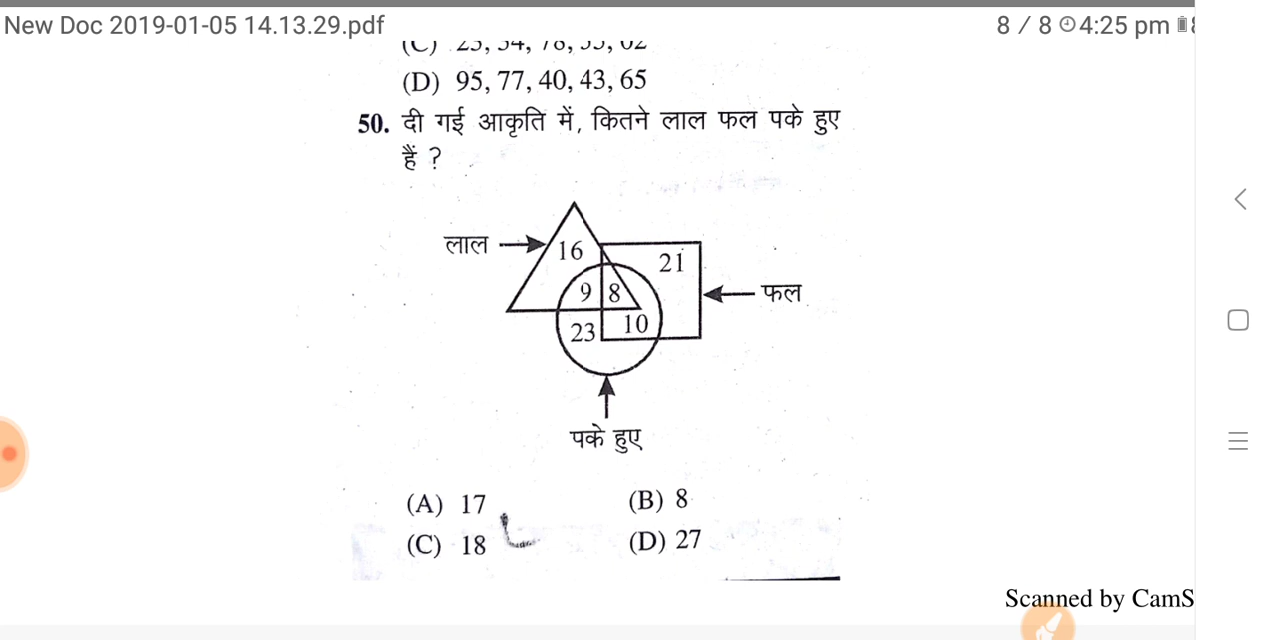 New Doc 2019-01-05 14.13.29.pdf
8 / 8 4:25 pm
(D) 95, 77, 40, 43, 65
50. दी गई आकृति में, कितने लाल फल पके हुए
हैं ?
लाल
16
21
9 8
फल
23 10
पके हुए
(A) 17 (B) 8
(C) 18 (D) 27
Scanned by CamS